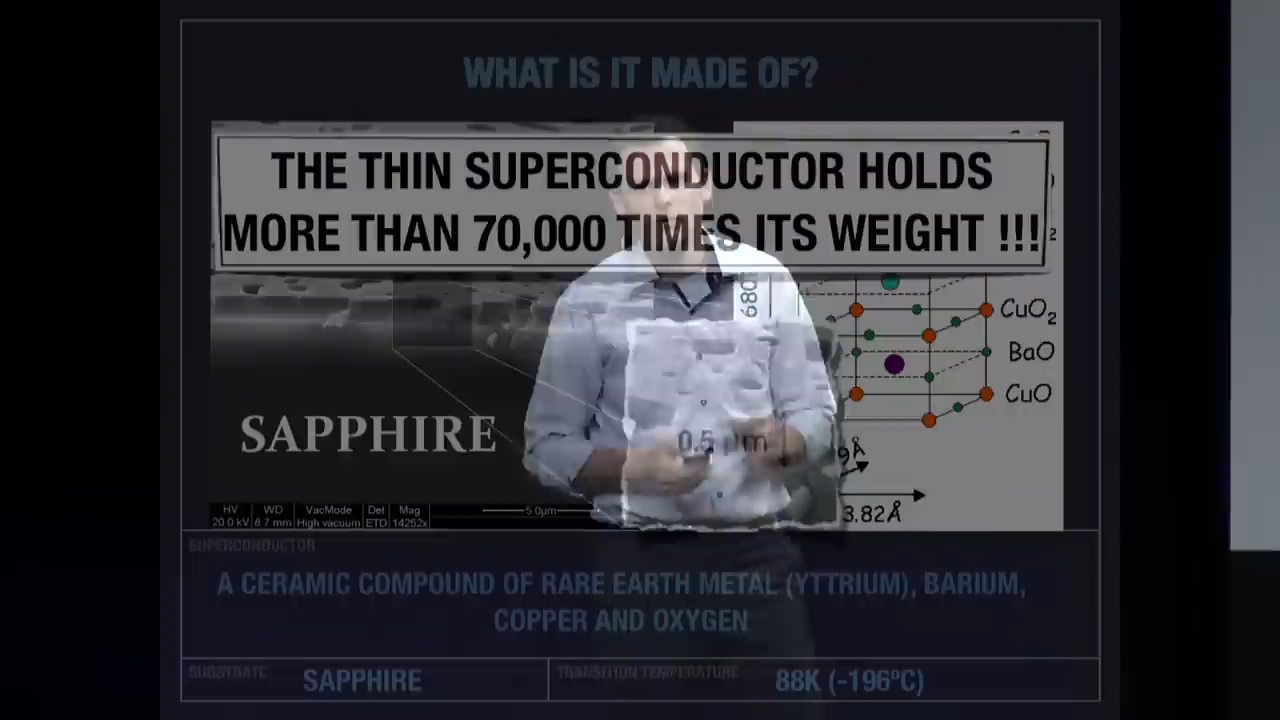 WHAT IS IT MADE OF?
THE THIN SUPERCONDUCTOR HOLDS
MORE THAN 70,000 TIMES ITS WEIGHT !!!
680
CuO2
BaO
CuO
SAPPHIRE
0.5 µm
9Å
3.82Å
HV WD VacMode Det Mag 5.0µm
20.0 kV 8.7 mm High vacuum ETD 14252x
SUPERCONDUCTOR
A CERAMIC COMPOUND OF RARE EARTH METAL (YTTRIUM), BARIUM,
COPPER AND OXYGEN
SUBSTRATE
SAPPHIRE
TRANSITION TEMPERATURE
88K (-196ºC)